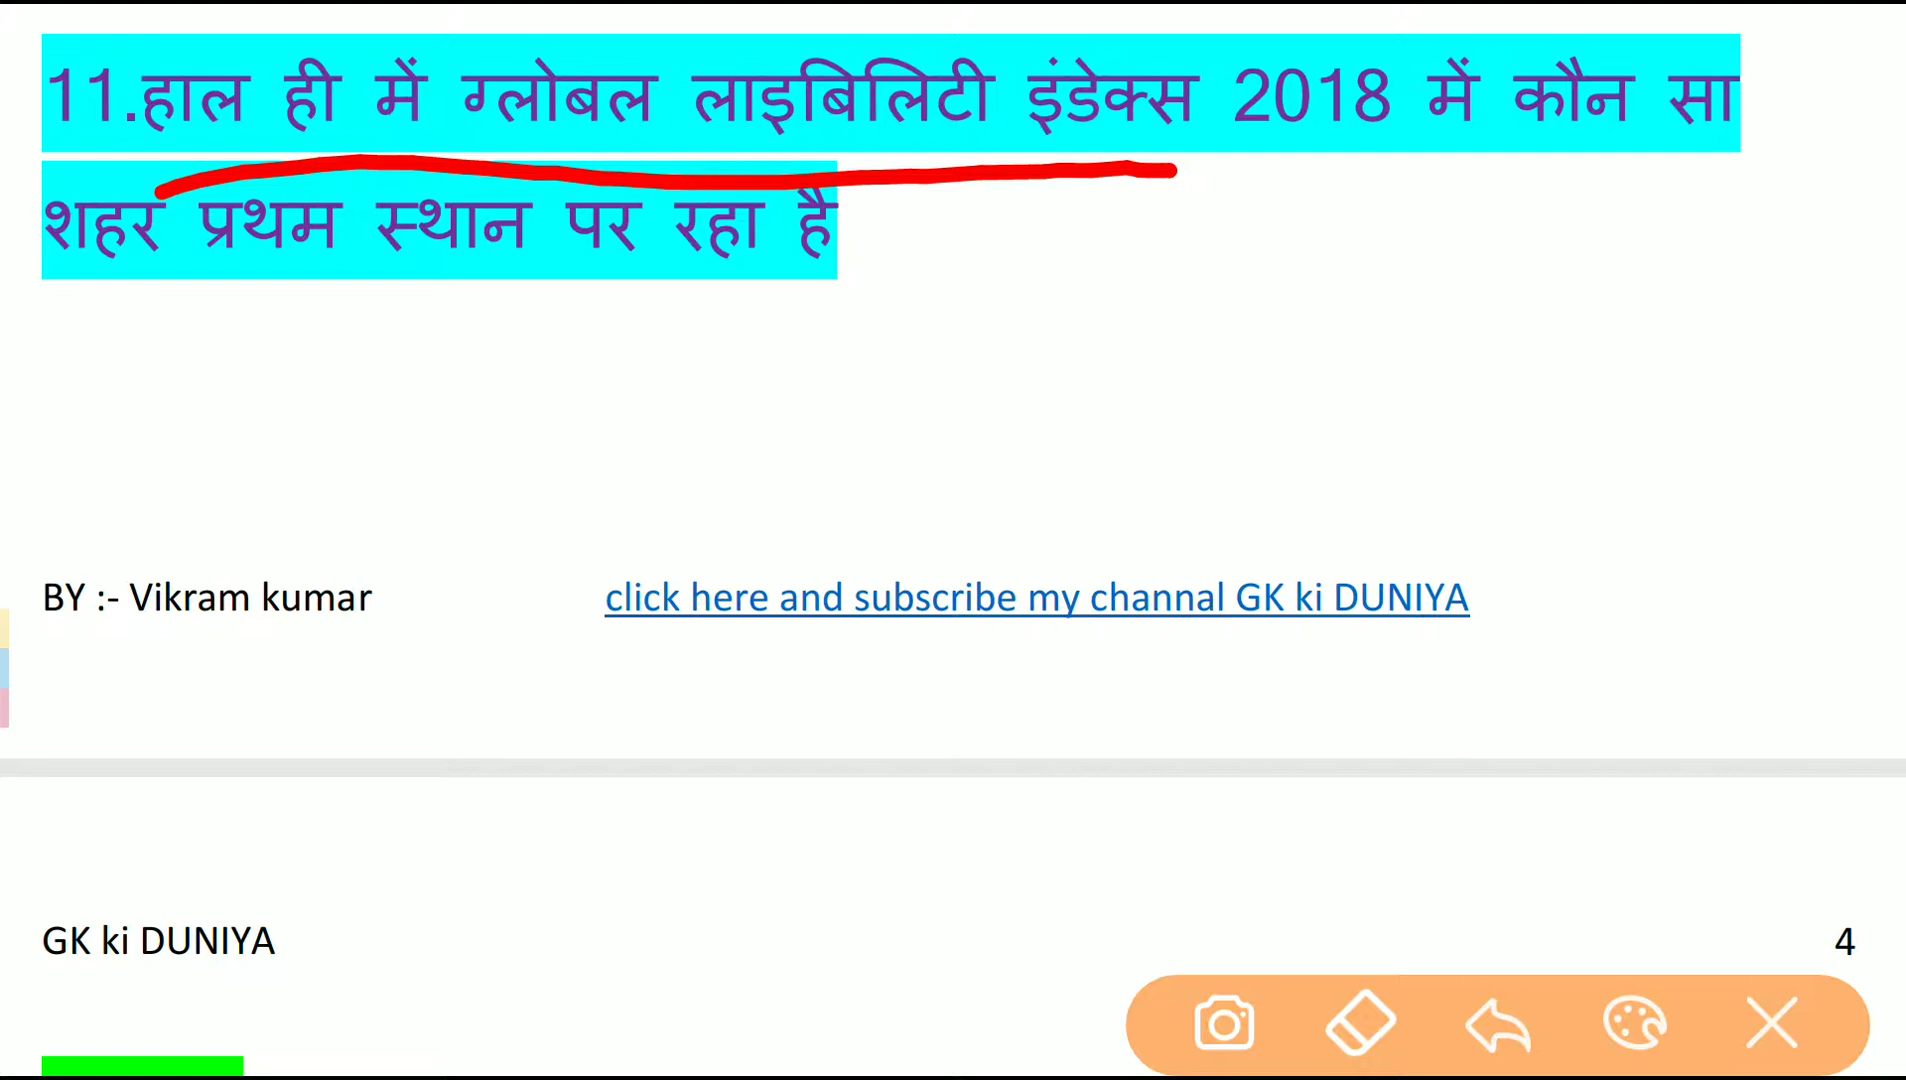 11.हाल ही में ग्लोबल लाइबिलिटी इंडेक्स 2018 में कौन सा
शहर प्रथम स्थान पर रहा है
BY :- Vikram kumar click here and subscribe my channal GK ki DUNIYA
GK ki DUNIYA 4